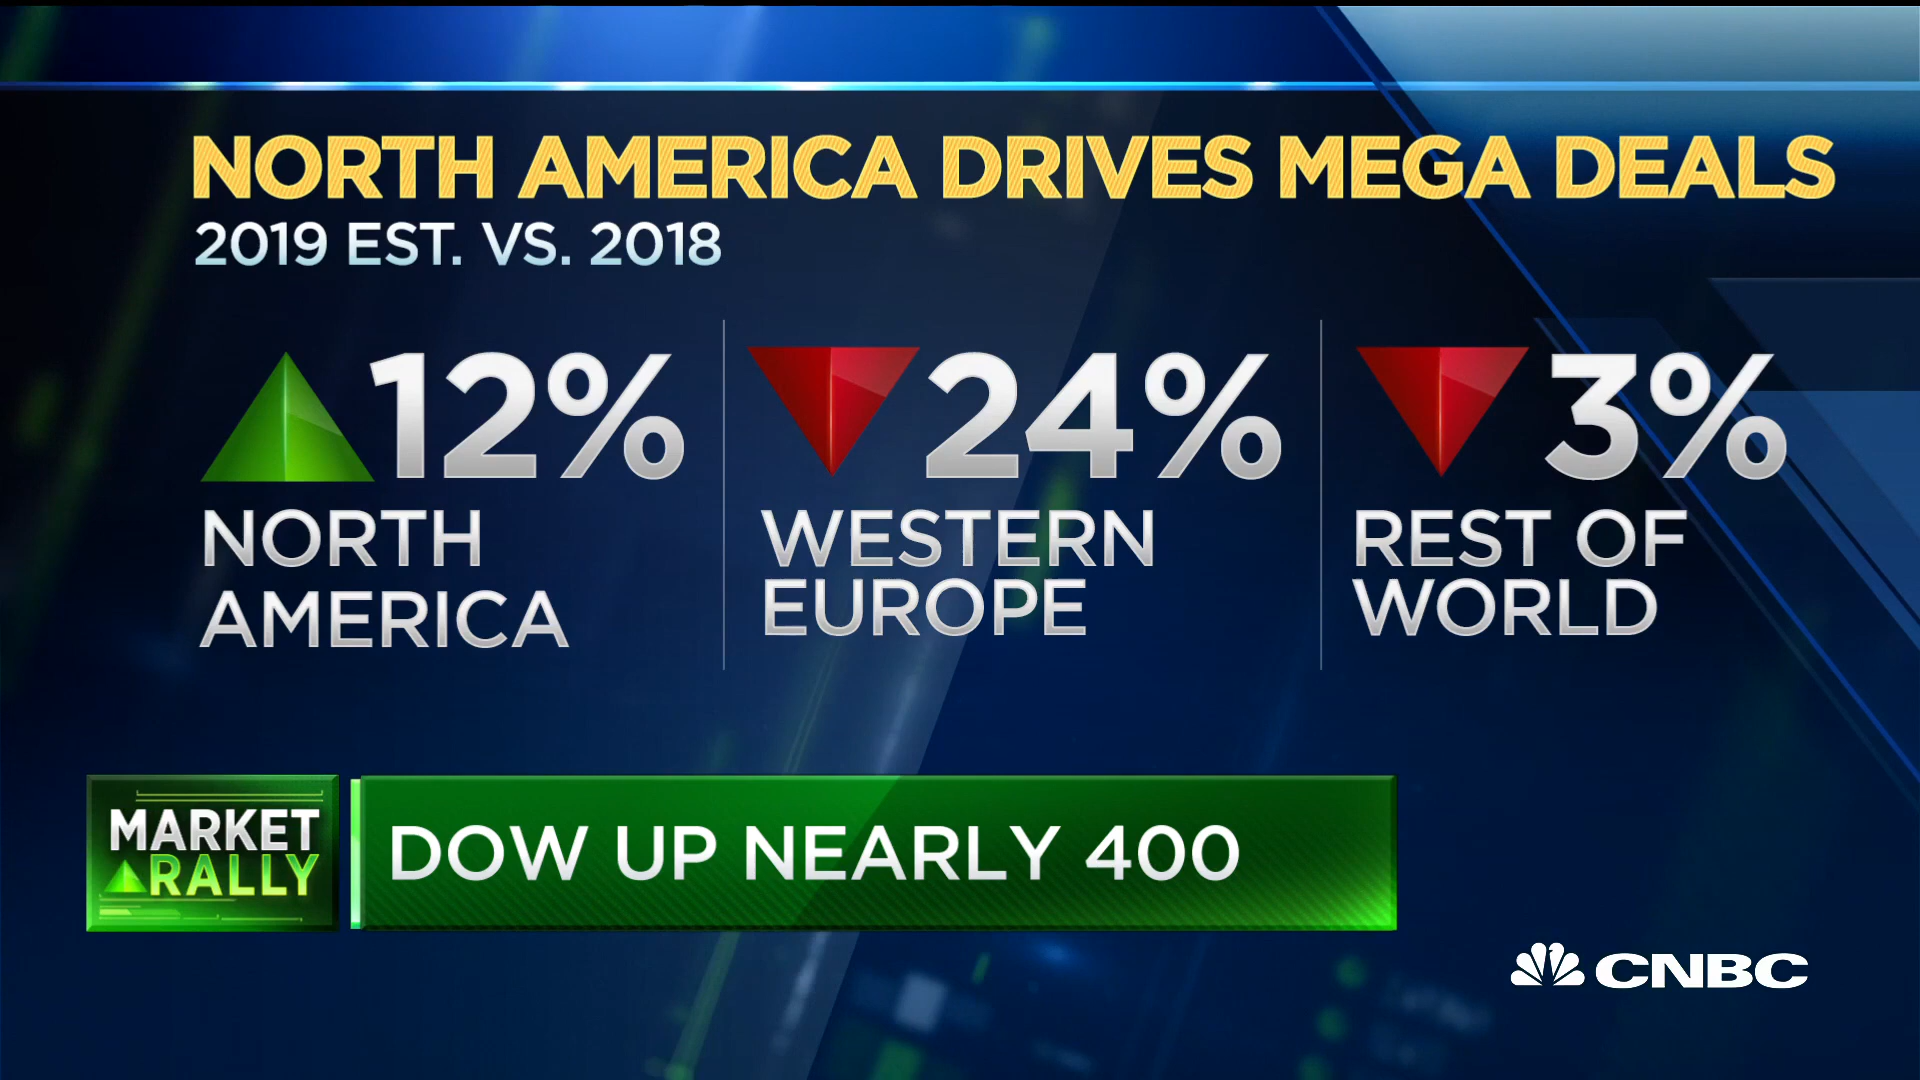 NORTH AMERICA DRIVES MEGA DEALS
2019 EST. VS. 2018
12%
NORTH
AMERICA
24%
WESTERN
EUROPE
3%
REST OF
WORLD
MARKET
RALLY
DOW UP NEARLY 400
CNBC